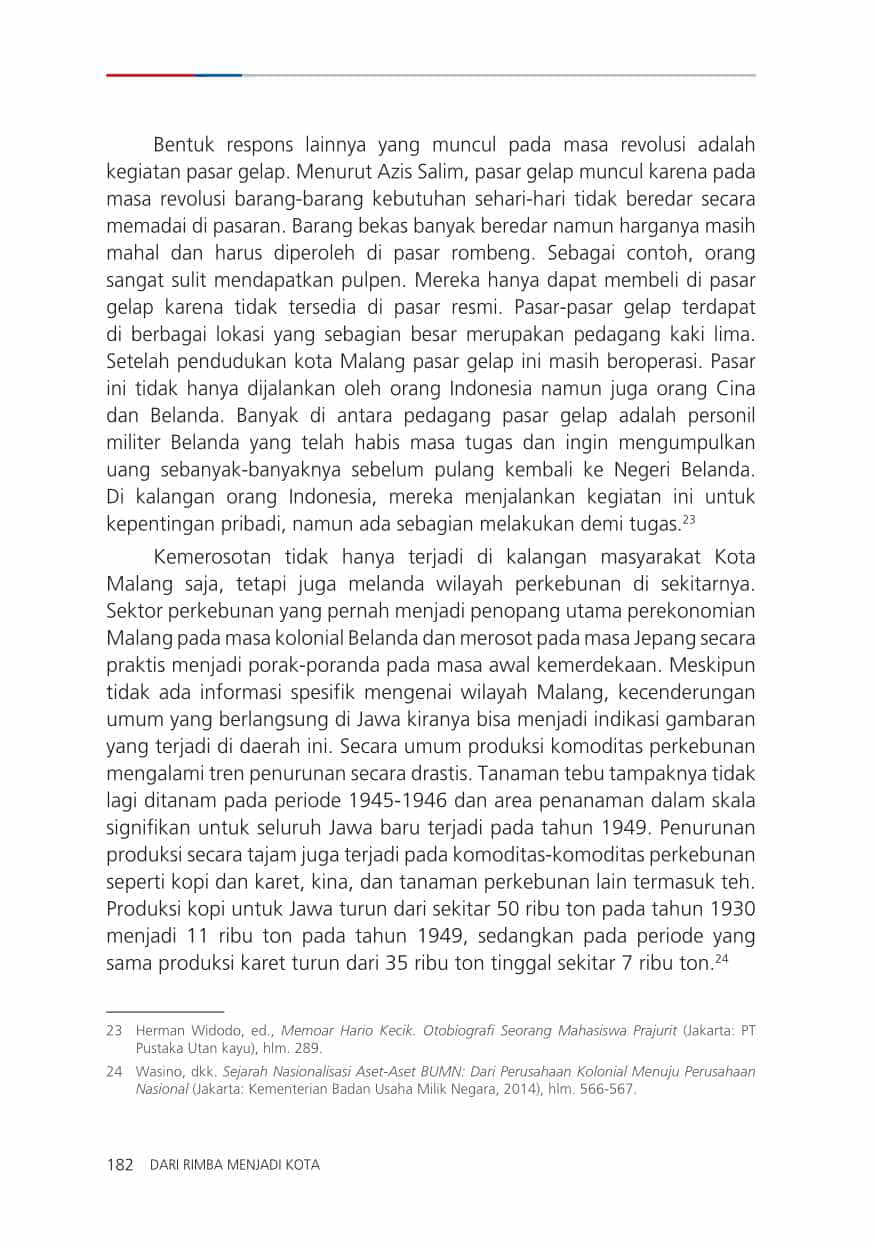 Bentuk respons lainnya yang muncul pada masa revolusi adalah
kegiatan pasar gelap. Menurut Azis Salim, pasar gelap muncul karena pada
masa revolusi barang-barang kebutuhan sehari-hari tidak beredar secara
memadai di pasaran. Barang bekas banyak beredar namun harganya masih
mahal dan harus diperoleh di pasar rombeng. Sebagai contoh, orang
sangat sulit mendapatkan pulpen. Mereka hanya dapat membeli di pasar
gelap karena tidak tersedia di pasar resmi. Pasar-pasar gelap terdapat
di berbagai lokasi yang sebagian besar merupakan pedagang kaki lima.
Setelah pendudukan kota Malang pasar gelap ini masih beroperasi. Pasar
ini tidak hanya dijalankan oleh orang Indonesia namun juga orang Cina
dan Belanda. Banyak di antara pedagang pasar gelap adalah personil
militer Belanda yang telah habis masa tugas dan ingin mengumpulkan
uang sebanyak-banyaknya sebelum pulang kembali ke Negeri Belanda.
Di kalangan orang Indonesia, mereka menjalankan kegiatan ini untuk
kepentingan pribadi, namun ada sebagian melakukan demi tugas.23
Kemerosotan tidak hanya terjadi di kalangan masyarakat Kota
Malang saja, tetapi juga melanda wilayah perkebunan di sekitarnya.
Sektor perkebunan yang pernah menjadi penopang utama perekonomian
Malang pada masa kolonial Belanda dan merosot pada masa Jepang secara
praktis menjadi porak-poranda pada masa awal kemerdekaan. Meskipun
tidak ada informasi spesifik mengenai wilayah Malang, kecenderungan
umum yang berlangsung di Jawa kiranya bisa menjadi indikasi gambaran
yang terjadi di daerah ini. Secara umum produksi komoditas perkebunan
mengalami tren penurunan secara drastis. Tanaman tebu tampaknya tidak
lagi ditanam pada periode 1945-1946 dan area penanaman dalam skala
signifikan untuk seluruh Jawa baru terjadi pada tahun 1949. Penurunan
produksi secara tajam juga terjadi pada komoditas-komoditas perkebunan
seperti kopi dan karet, kina, dan tanaman perkebunan lain termasuk teh.
Produksi kopi untuk Jawa turun dari sekitar 50 ribu ton pada tahun 1930
menjadi 11 ribu ton pada tahun 1949, sedangkan pada periode yang
sama produksi karet turun dari 35 ribu ton tinggal sekitar 7 ribu ton.24
23 Herman Widodo, ed., Memoar Hario Kecik. Otobiografi Seorang Mahasiswa Prajurit (Jakarta: PT
Pustaka Utan kayu), hlm. 289.
24 Wasino, dkk. Sejarah Nasionalisasi Aset-Aset BUMN: Dari Perusahaan Kolonial Menuju Perusahaan
Nasional (Jakarta: Kementerian Badan Usaha Milik Negara, 2014), hlm. 566-567.
182 DARI RIMBA MENJADI KOTA